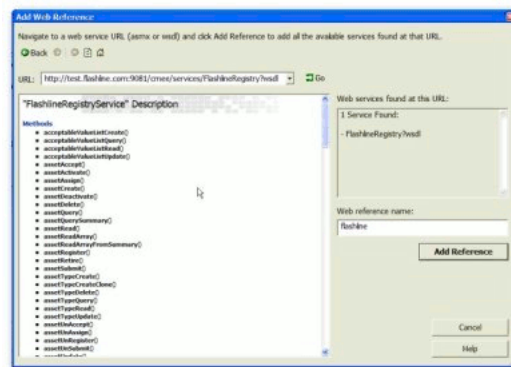 Add Web Reference
Navigate to a web service URL (asmx or wsdl) and click Add Reference to add all the available services found at that URL.
Back
URL: http://test.flashline.com:9081/cmee/services/FlashlineRegistry?wsdl
Go
"FlashlineRegistryService" Description
Methods
acceptableValueListCreate()
acceptableValueListQuery()
acceptableValueListRead()
acceptableValueListUpdate()
assetAccept()
assetActivate()
assetAssign()
assetCreate()
assetDeactivate()
assetDelete()
assetQuery()
assetQuerySummary()
assetRead()
assetReadArray()
assetReadArrayFromSummary()
assetRegister()
assetRetire()
assetSubmit()
assetTypeCreate()
assetTypeCreateClone()
assetTypeDelete()
assetTypeQuery()
assetTypeRead()
assetTypeUpdate()
assetUnAccept()
assetUnAssign()
assetUnRegister()
assetUnSubmit()
Web services found at this URL:
1 Service Found:
- FlashlineRegistry?wsdl
Web reference name:
flashline
Add Reference
Cancel
Help